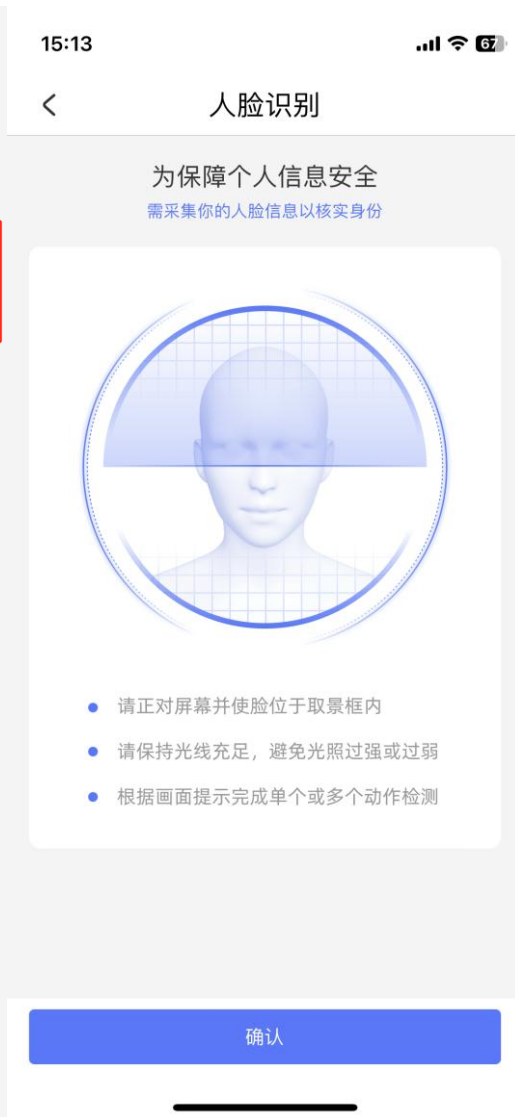 15:13
67
人脸识别
为保障个人信息安全
需采集你的人脸信息以核实身份
请正对屏幕并使脸位于取景框内
请保持光线充足，避免光照过强或过弱
根据画面提示完成单个或多个动作检测
确认